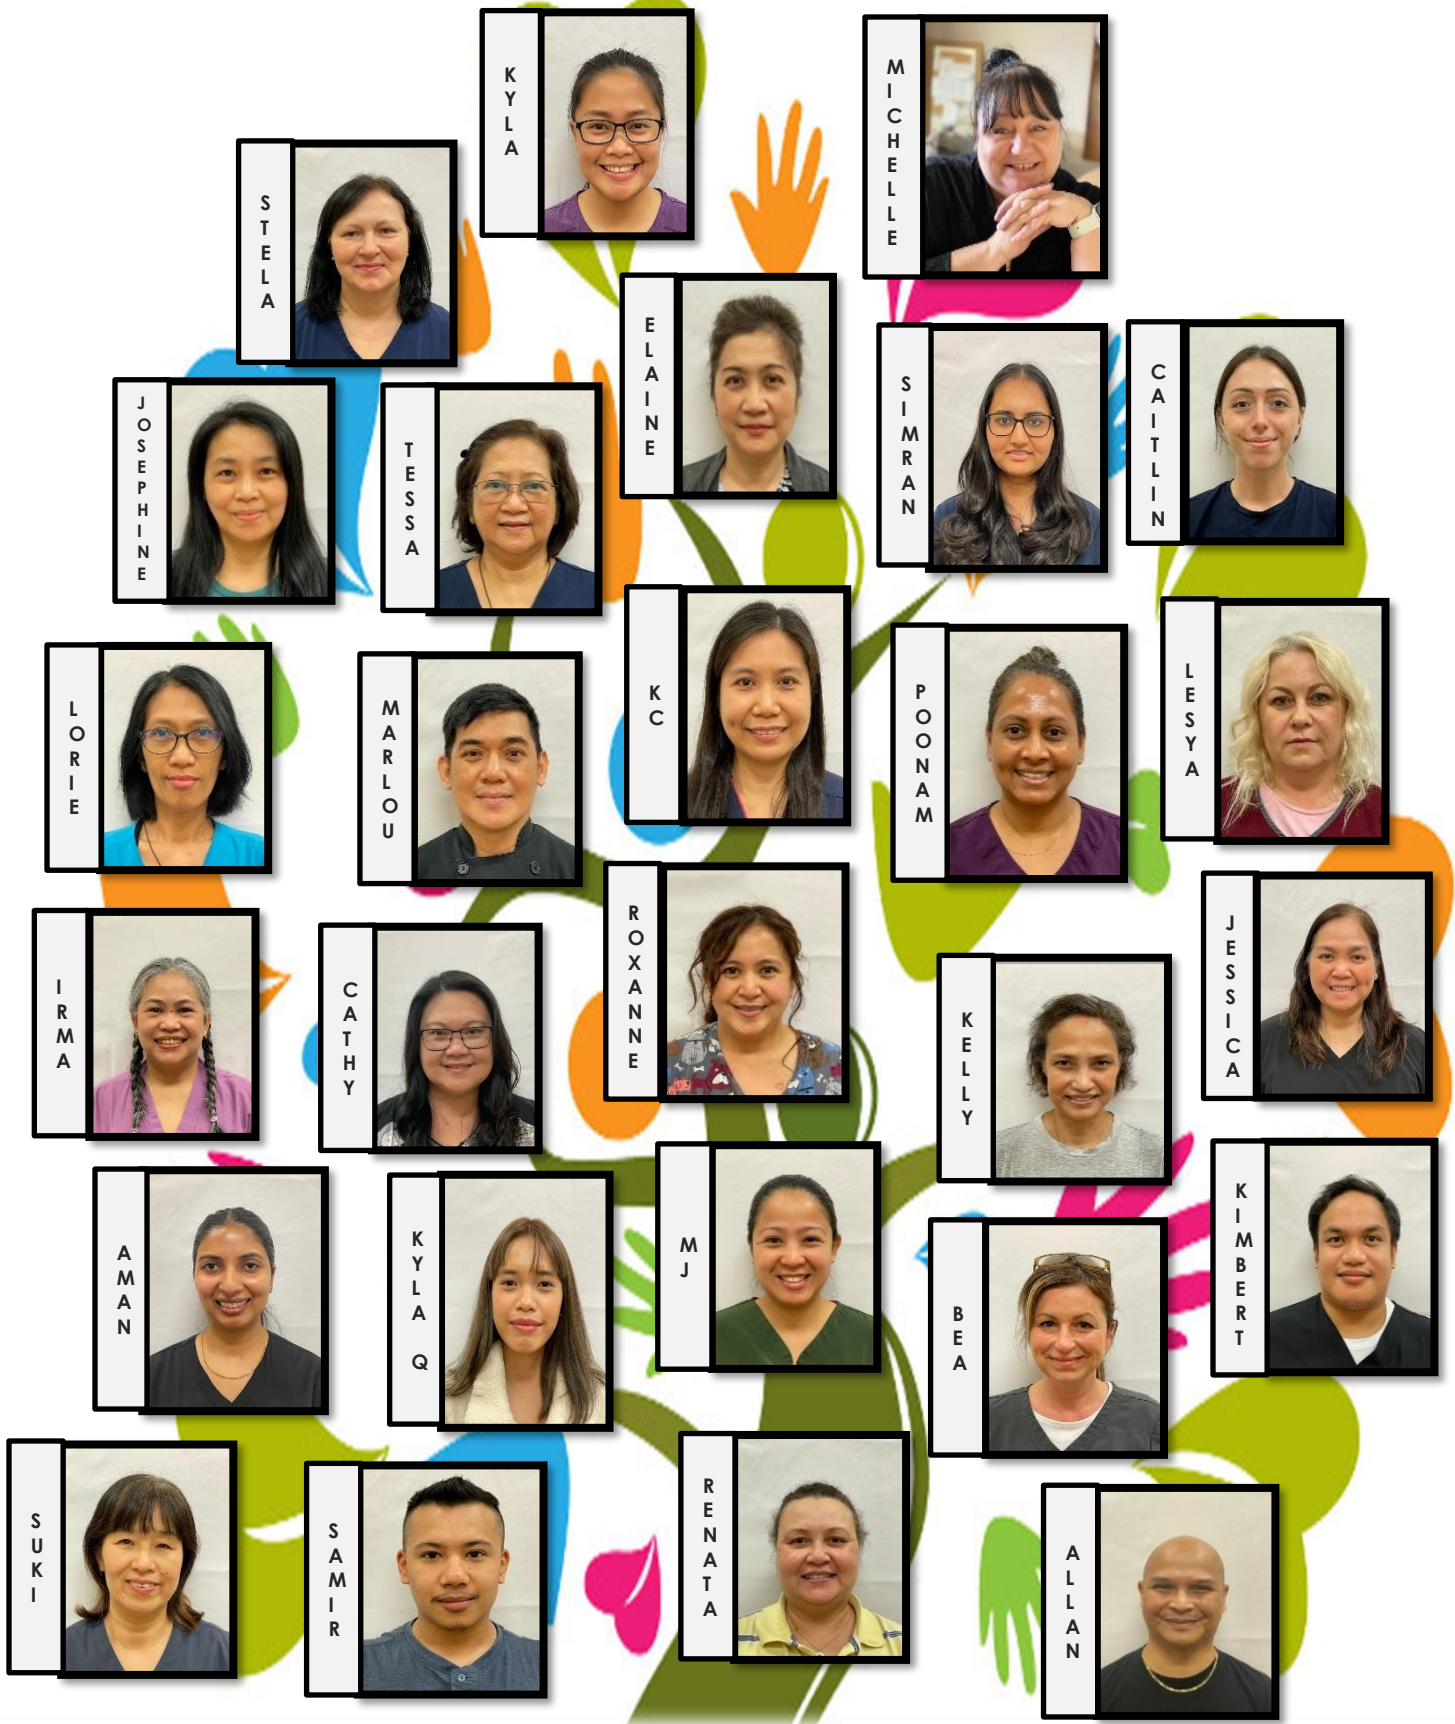 KYLA
MICHELLE
STELA
ELAINE
SIMRAN
CAITLIN
JOSEPHINE
TESSA
KC
POONAM
LESYA
LORIE
MARLOU
ROXANNE
JESSICA
IRMA
CATHY
KELLY
KIMBERT
AMAN
KYLA Q
MJ
BEA
SUKI
SAMIR
RENATA
ALLAN